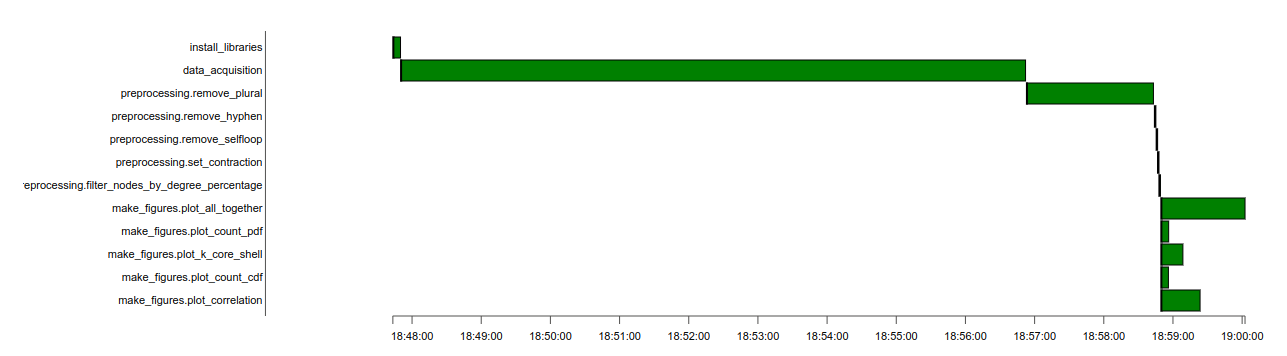 install_libraries
data_acquisition
preprocessing.remove_plural
preprocessing.remove_hyphen
preprocessing.remove_selfloop
preprocessing.set_contraction
reprocessing.filter_nodes_by_degree_percentage
make_figures.plot_all_together
make_figures.plot_count_pdf
make_figures.plot_k_core_shell
make_figures.plot_count_cdf
make_figures.plot_correlation
18:48:00 18:49:00 18:50:00 18:51:00 18:52:00 18:53:00 18:54:00 18:55:00 18:56:00 18:57:00 18:58:00 18:59:00 19:00:00